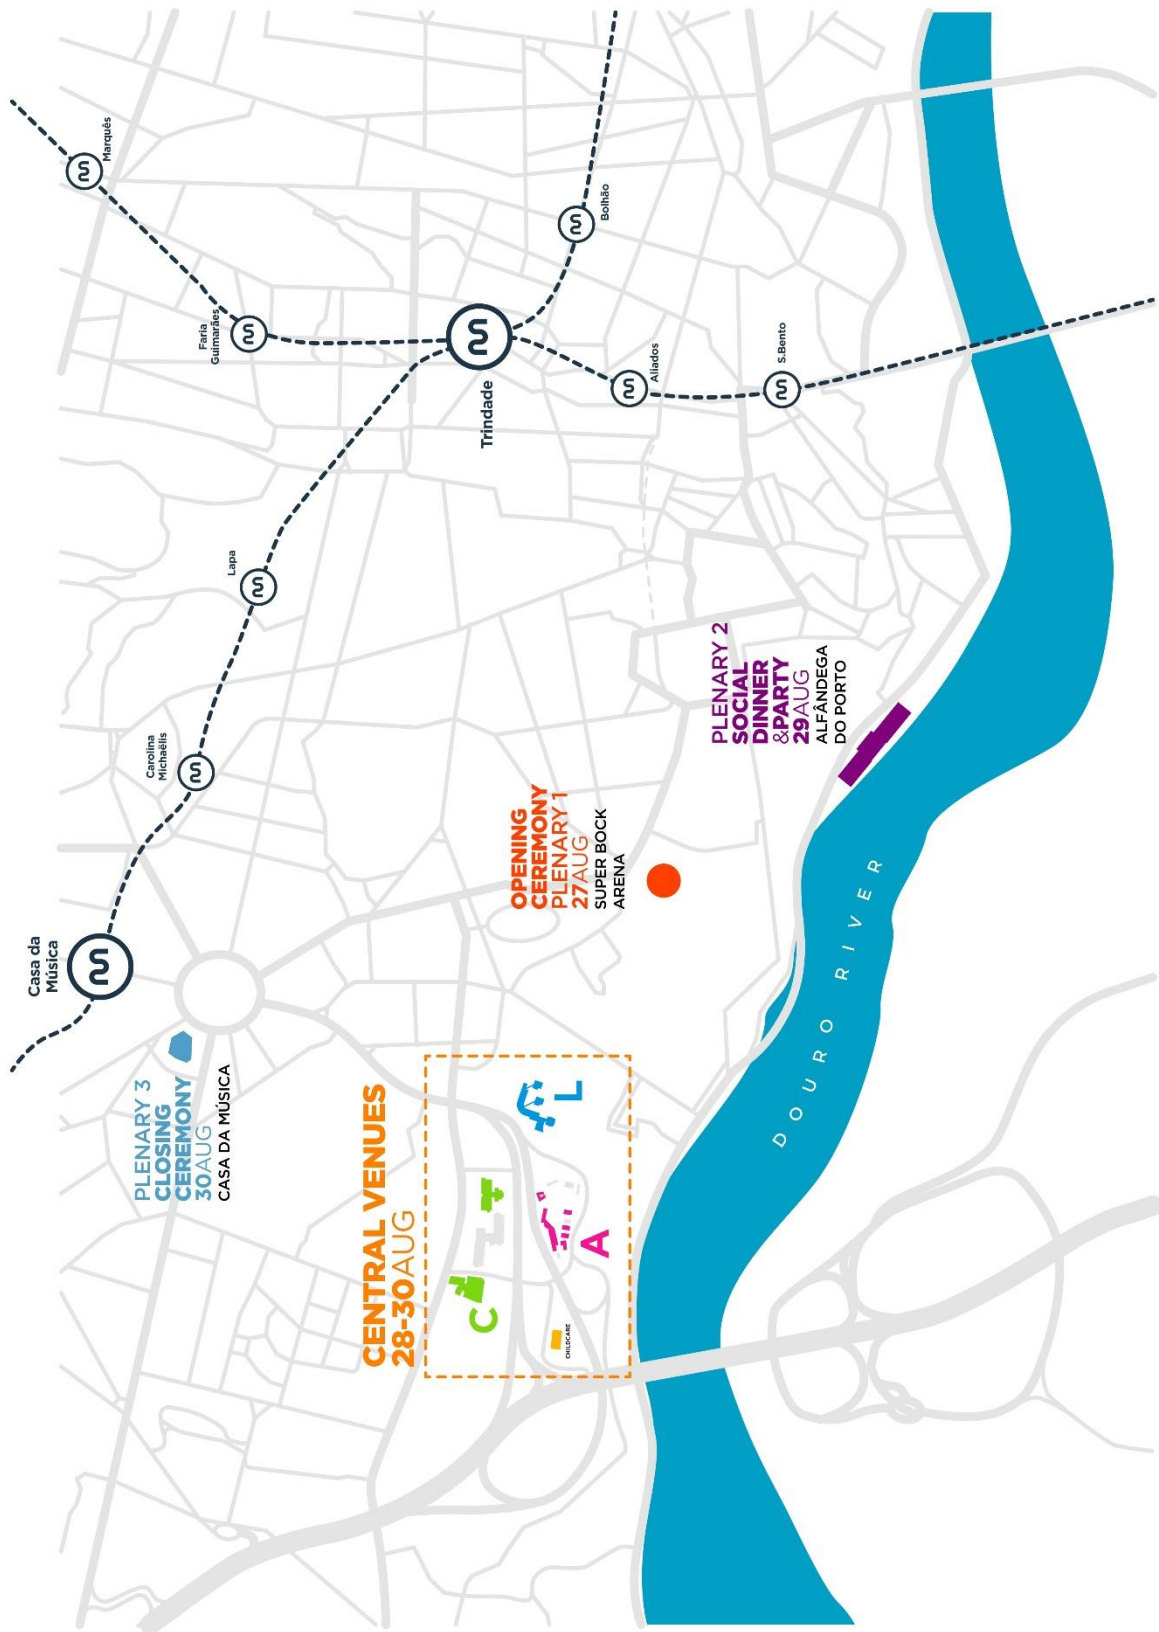 Casa da
Música
Carolina
Michaëlis
Lapa
Faria
Guimarães
Marquês
Trindade
Bolhão
Aliados
S.Bento
PLENARY 3
CLOSING
CEREMONY
30AUG
CASA DA MÚSICA
CENTRAL VENUES
28-30AUG
C
CHILDCARE
A
L
OPENING
CEREMONY
PLENARY 1
27AUG
SUPER BOCK
ARENA
PLENARY 2
SOCIAL
DINNER
&PARTY
29AUG
ALFÂNDEGA
DO PORTO
DOURO RIVER